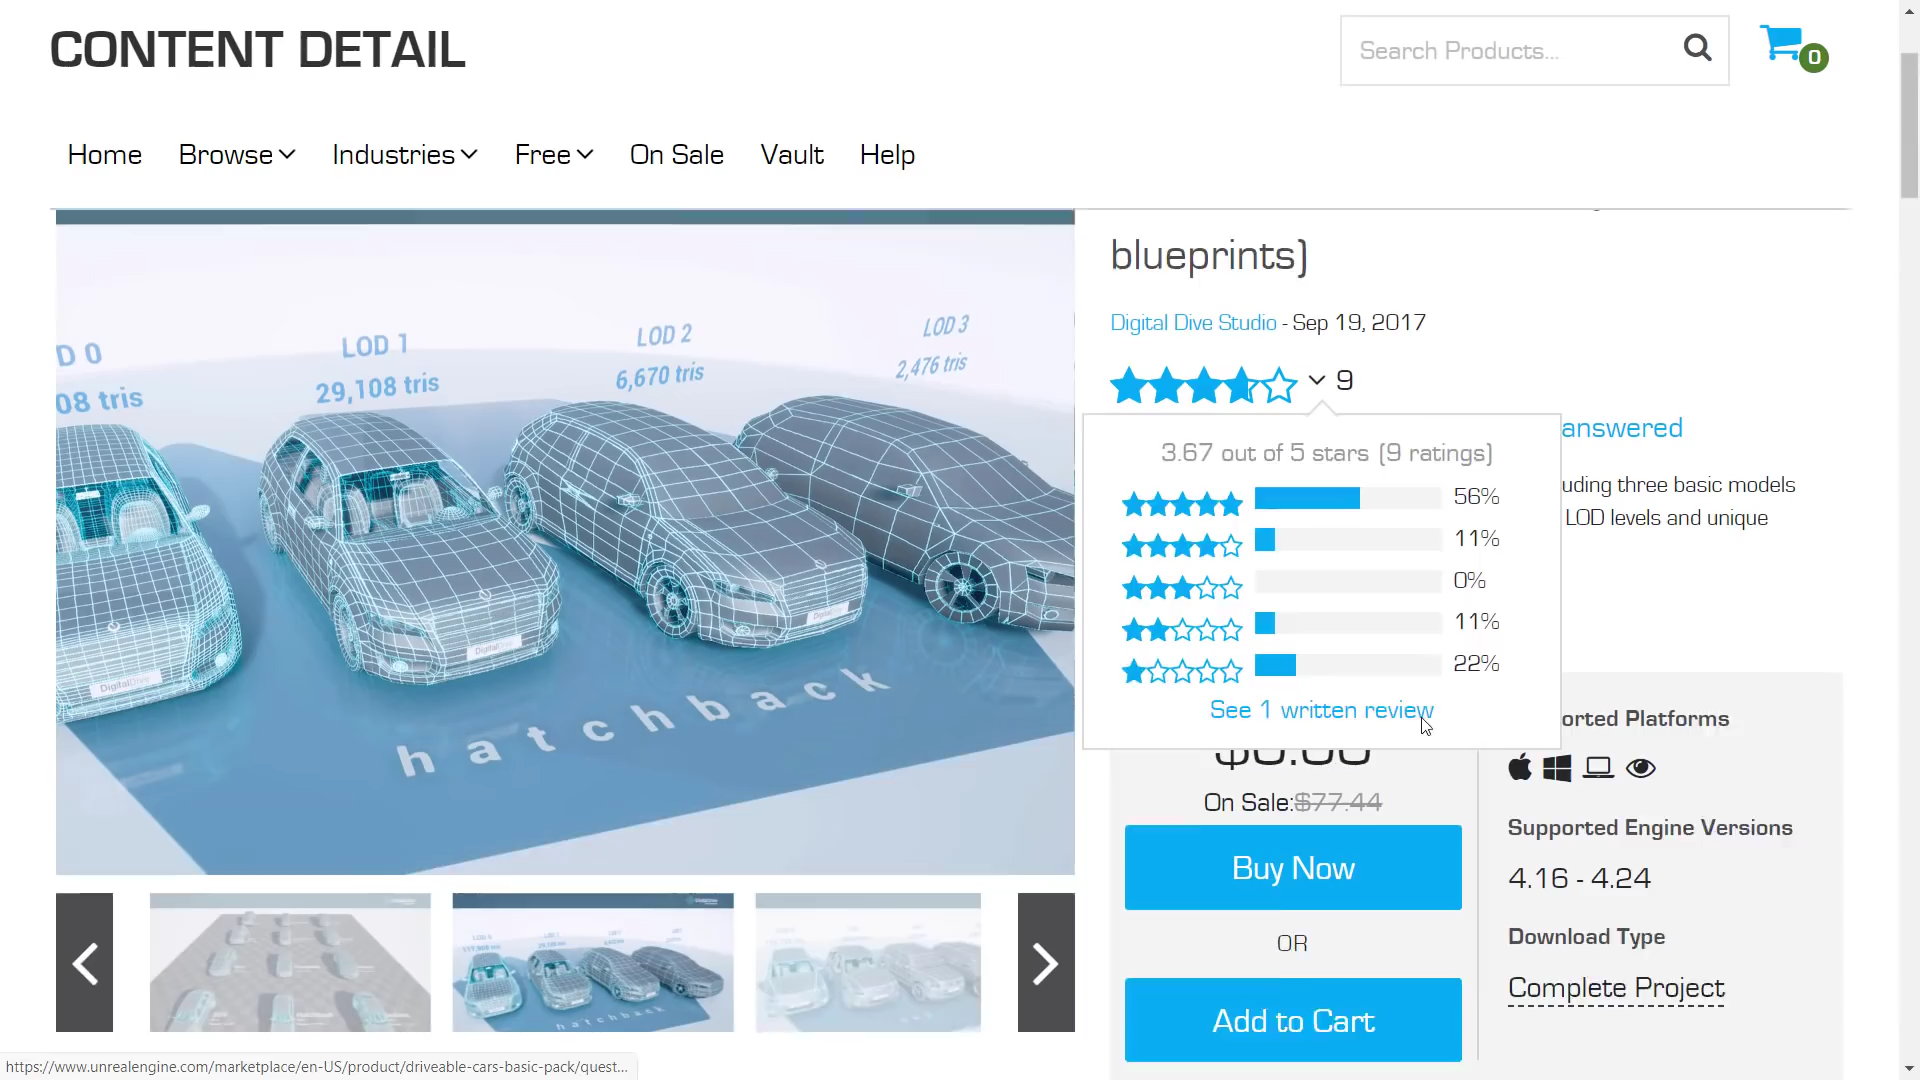 CONTENT DETAIL
Search Products...
0
Home Browse Industries Free On Sale Vault Help
blueprints)
Digital Dive Studio - Sep 19, 2017
9
answered
3.67 out of 5 stars (9 ratings)
56%
11%
0%
11%
22%
See 1 written review
uding three basic models
LOD levels and unique
D 0
08 tris
LOD 1
29,108 tris
LOD 2
6,670 tris
LOD 3
2,476 tris
DigitalDive
DigitalDive
DigitalDive
hatchback
On Sale:$77.44
Buy Now
OR
Add to Cart
orted Platforms
Supported Engine Versions
4.16 - 4.24
Download Type
Complete Project
hatchback
https://www.unrealengine.com/marketplace/en-US/product/driveable-cars-basic-pack/quest...